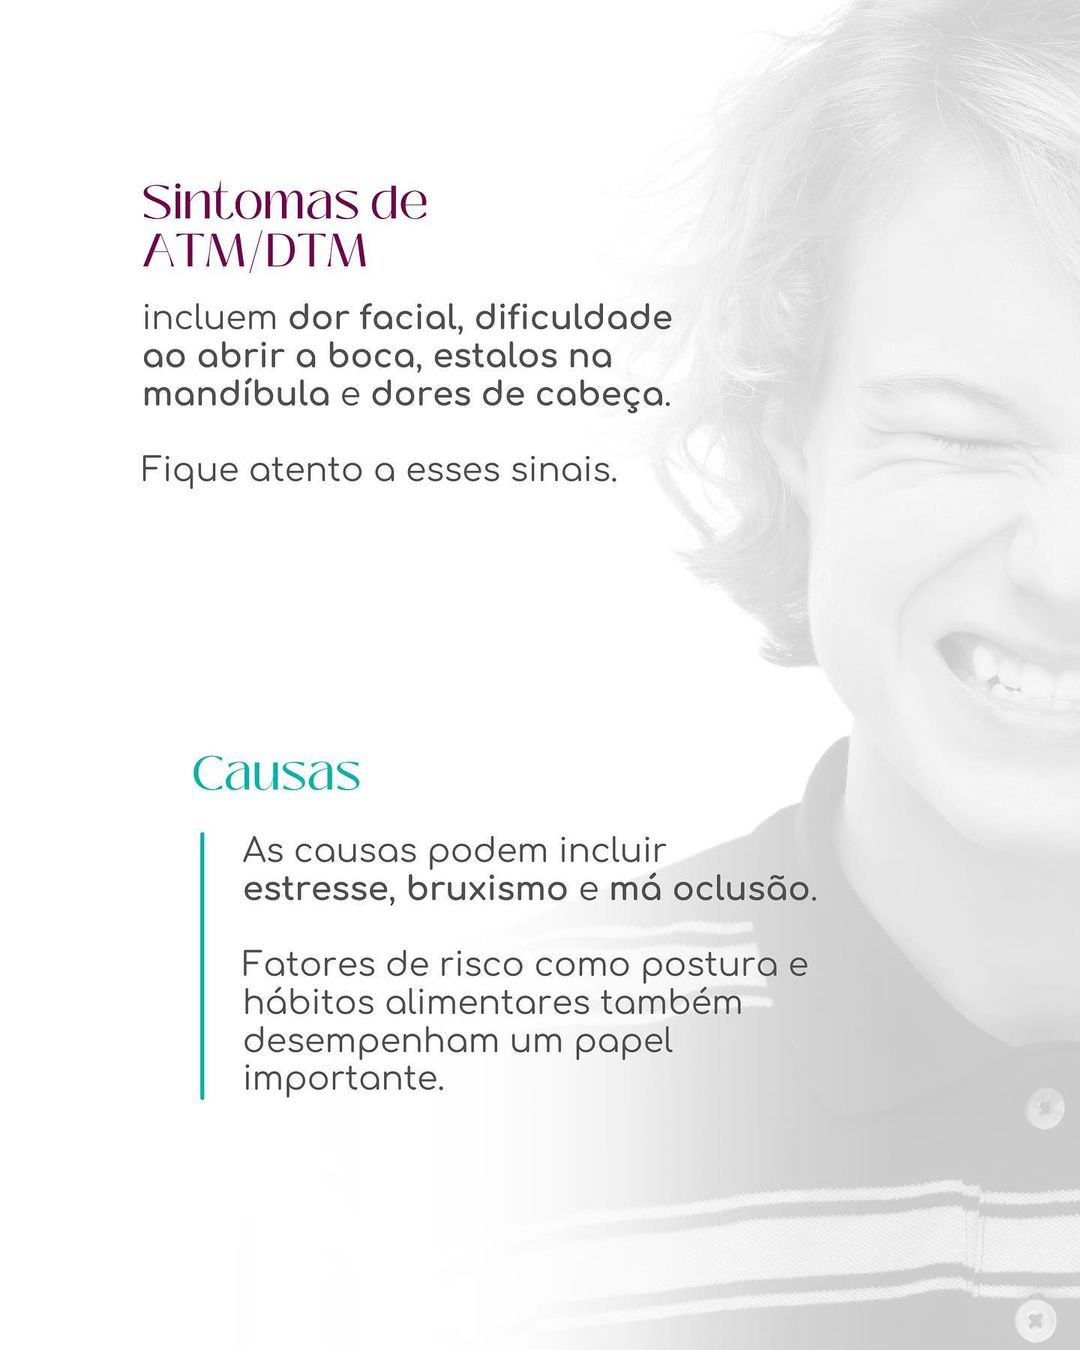 Sintomas de
ATM/DTM
incluem dor facial, dificuldade
ao abrir a boca, estalos na
mandíbula e dores de cabeça.
Fique atento a esses sinais.
Causas
As causas podem incluir
estresse, bruxismo e má oclusão.
Fatores de risco como postura e
hábitos alimentares também
desempenham um papel
importante.